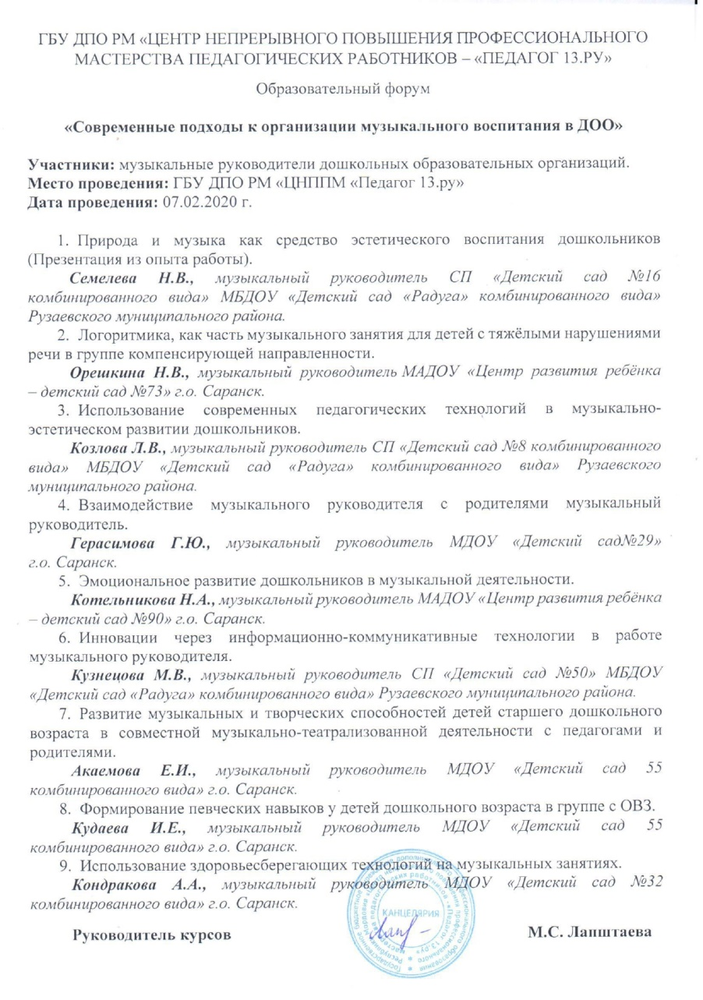 ГБУ ДПО РМ «ЦЕНТР НЕПРЕРЫВНОГО ПОВЫШЕНИЯ ПРОФЕССИОНАЛЬНОГО
МАСТЕРСТВА ПЕДАГОГИЧЕСКИХ РАБОТНИКОВ – «ПЕДАГОГ 13.РУ»
Образовательный форум
«Современные подходы к организации музыкального воспитания в ДОО»
Участники: музыкальные руководители дошкольных образовательных организаций.
Место проведения: ГБУ ДПО РМ «ЦНППМ «Педагог 13.ру»
Дата проведения: 07.02.2020 г.
1. Природа и музыка как средство эстетического воспитания дошкольников
(Презентация из опыта работы).
Семелева Н.В., музыкальный руководитель СП «Детский сад №16
комбинированного вида» МБДОУ «Детский сад «Радуга» комбинированного вида»
Рузаевского муниципального района.
2. Логоритмика, как часть музыкального занятия для детей с тяжёлыми нарушениями
речи в группе компенсирующей направленности.
Орешкина Н.В., музыкальный руководитель МАДОУ «Центр развития ребёнка
– детский сад №73» г.о. Саранск.
3. Использование современных педагогических технологий в музыкально-
эстетическом развитии дошкольников.
Козлова Л.В., музыкальный руководитель СП «Детский сад №8 комбинированного
вида» МБДОУ «Детский сад «Радуга» комбинированного вида» Рузаевского
муниципального района.
4. Взаимодействие музыкального руководителя с родителями музыкальный
руководитель.
Герасимова Г.Ю., музыкальный руководитель МДОУ «Детский сад№29»
г.о. Саранск.
5. Эмоциональное развитие дошкольников в музыкальной деятельности.
Котельникова Н.А., музыкальный руководитель МАДОУ «Центр развития ребёнка
– детский сад №90» г.о. Саранск.
6. Инновации через информационно-коммуникативные технологии в работе
музыкального руководителя.
Кузнецова М.В., музыкальный руководитель СП «Детский сад №50» МБДОУ
«Детский сад «Радуга» комбинированного вида» Рузаевского муниципального района.
7. Развитие музыкальных и творческих способностей детей старшего дошкольного
возраста в совместной музыкально-театрализованной деятельности с педагогами и
родителями.
Акаемова Е.И., музыкальный руководитель МДОУ «Детский сад 55
комбинированного вида» г.о. Саранск.
8. Формирование певческих навыков у детей дошкольного возраста в группе с ОВЗ.
Кудаева И.Е., музыкальный руководитель МДОУ «Детский сад 55
комбинированного вида» г.о. Саранск.
9. Использование здоровьесберегающих технологий на музыкальных занятиях.
Кондракова А.А., музыкальный руководитель МДОУ «Детский сад №32
комбинированного вида» г.о. Саранск.
КАНЦЕЛЯРИЯ
Руководитель курсов М.С. Лапштаева